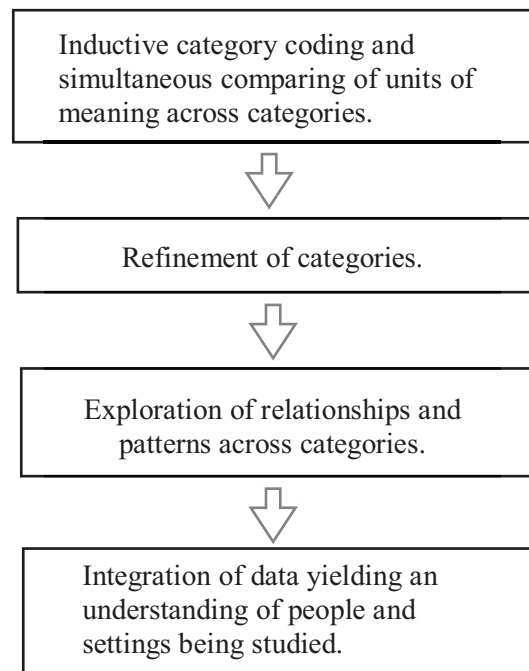 Inductive category coding and
simultaneous comparing of units of
meaning across categories.
Refinement of categories.
Exploration of relationships and
patterns across categories.
Integration of data yielding an
understanding of people and
settings being studied.